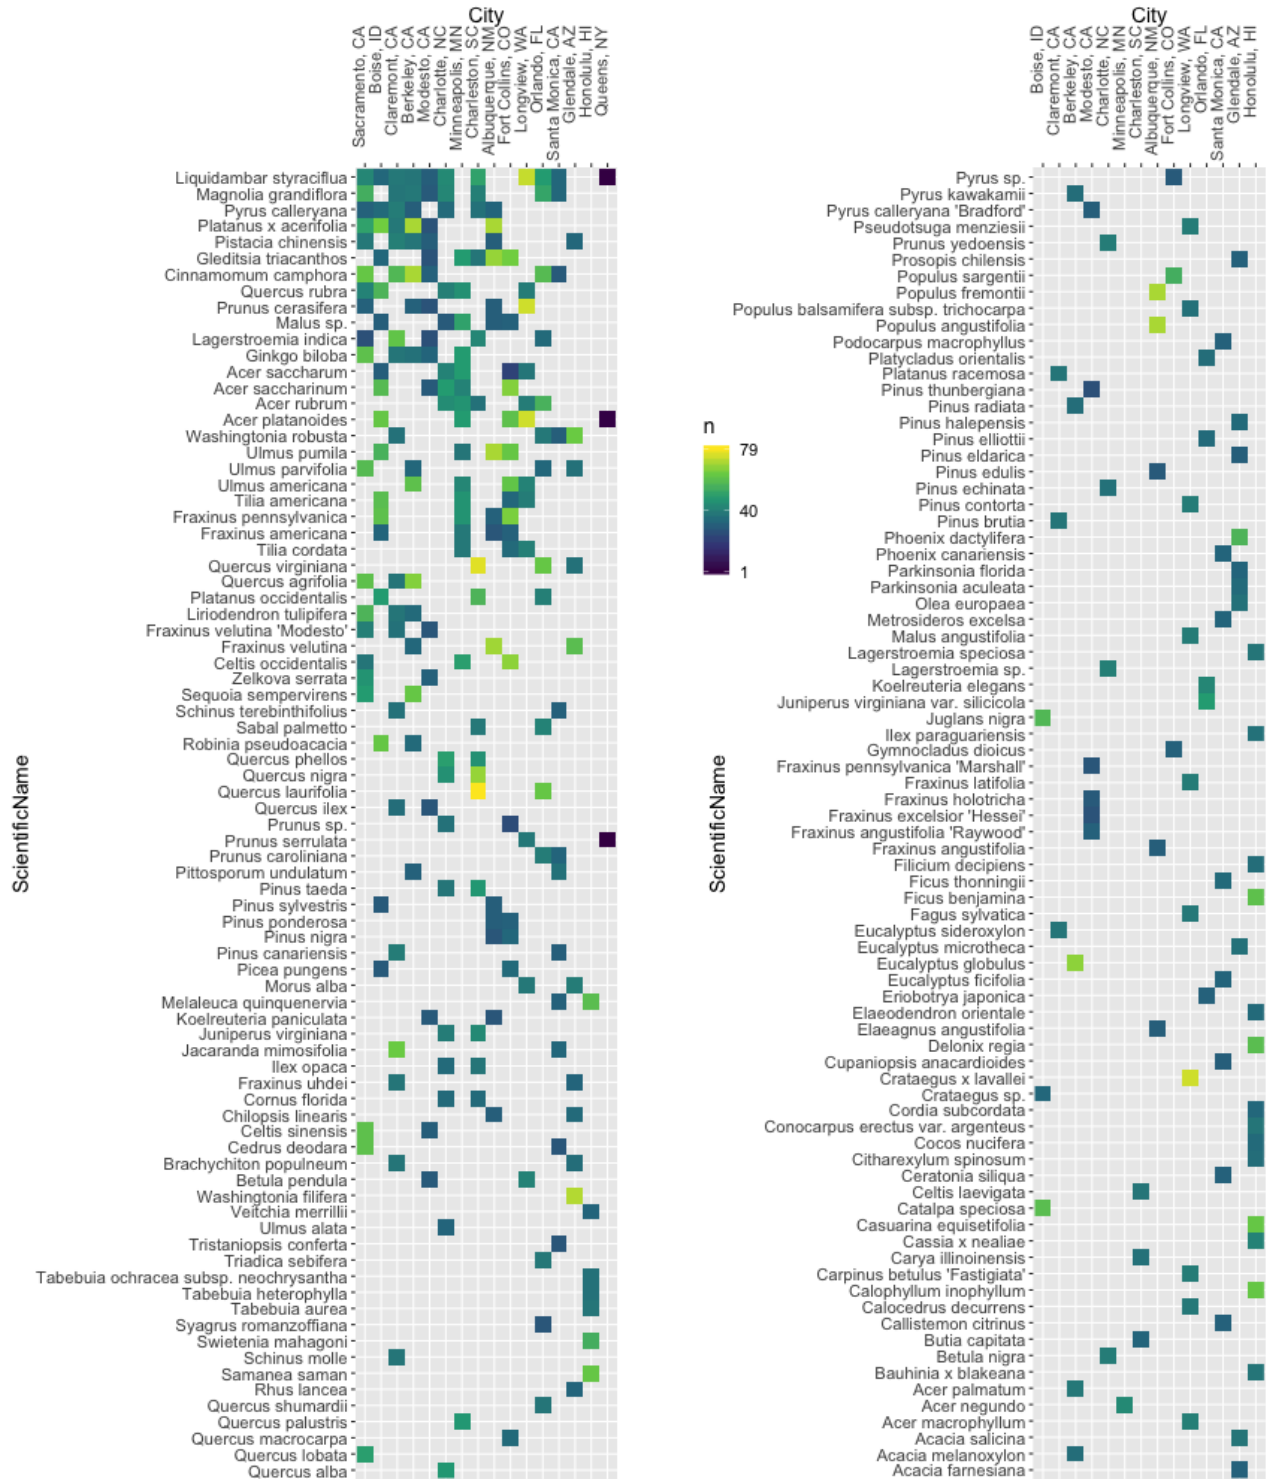 City
Sacramento, CA
Boise, ID
Claremont, CA
Berkeley, CA
Modesto, CA
Charlotte, NC
Minneapolis, MN
Charleston, SC
Albuquerque, NM
Fort Collins, CO
Longview, WA
Orlando, FL
Santa Monica, CA
Glendale, AZ
Honolulu, HI
Queens, NY
ScientificName
Liquidambar styraciflua
Magnolia grandiflora
Pyrus calleryana
Platanus x acerifolia
Pistacia chinensis
Gleditsia triacanthos
Cinnamomum camphora
Quercus rubra
Prunus cerasifera
Malus sp.
Lagerstroemia indica
Ginkgo biloba
Acer saccharum
Acer saccharinum
Acer rubrum
Acer platanoides
Washingtonia robusta
Ulmus pumila
Ulmus parvifolia
Ulmus americana
Tilia americana
Fraxinus pennsylvanica
Fraxinus americana
Tilia cordata
Quercus virginiana
Quercus agrifolia
Platanus occidentalis
Liriodendron tulipifera
Fraxinus velutina 'Modesto'
Fraxinus velutina
Celtis occidentalis
Zelkova serrata
Sequoia sempervirens
Schinus terebinthifolius
Sabal palmetto
Robinia pseudoacacia
Quercus phellos
Quercus nigra
Quercus laurifolia
Quercus ilex
Prunus sp.
Prunus serrulata
Prunus caroliniana
Pittosporum undulatum
Pinus taeda
Pinus sylvestris
Pinus ponderosa
Pinus nigra
Pinus canariensis
Picea pungens
Morus alba
Melaleuca quinquenervia
Koelreuteria paniculata
Juniperus virginiana
Jacaranda mimosifolia
Ilex opaca
Fraxinus uhdei
Cornus florida
Chilopsis linearis
Celtis sinensis
Cedrus deodara
Brachychiton populneum
Betula pendula
Washingtonia filifera
Veitchia merrillii
Ulmus alata
Tristaniopsis conferta
Triadica sebifera
Tabebuia ochracea subsp. neochrysantha
Tabebuia heterophylla
Tabebuia aurea
Syagrus romanzoffiana
Swietenia mahagoni
Schinus molle
Samanea saman
Rhus lancea
Quercus shumardii
Quercus palustris
Quercus macrocarpa
Quercus lobata
Quercus alba
n
79
40
1
City
Boise, ID
Claremont, CA
Berkeley, CA
Modesto, CA
Charlotte, NC
Minneapolis, MN
Charleston, SC
Albuquerque, NM
Fort Collins, CO
Longview, WA
Orlando, FL
Santa Monica, CA
Glendale, AZ
Honolulu, HI
ScientificName
Pyrus sp.
Pyrus kawakamii
Pyrus calleryana 'Bradford'
Pseudotsuga menziesii
Prunus yedoensis
Prosopis chilensis
Populus sargentii
Populus fremontii
Populus balsamifera subsp. trichocarpa
Populus angustifolia
Podocarpus macrophyllus
Platycladus orientalis
Platanus racemosa
Pinus thunbergiana
Pinus radiata
Pinus halepensis
Pinus elliottii
Pinus eldarica
Pinus edulis
Pinus echinata
Pinus contorta
Pinus brutia
Phoenix dactylifera
Phoenix canariensis
Parkinsonia florida
Parkinsonia aculeata
Olea europaea
Metrosideros excelsa
Malus angustifolia
Lagerstroemia speciosa
Lagerstroemia sp.
Koelreuteria elegans
Juniperus virginiana var. silicicola
Juglans nigra
Ilex paraguariensis
Gymnocladus dioicus
Fraxinus pennsylvanica 'Marshall'
Fraxinus latifolia
Fraxinus holotricha
Fraxinus excelsior 'Hessei'
Fraxinus angustifolia 'Raywood'
Fraxinus angustifolia
Filicium decipiens
Ficus thonningii
Ficus benjamina
Fagus sylvatica
Eucalyptus sideroxylon
Eucalyptus microtheca
Eucalyptus globulus
Eucalyptus ficifolia
Eriobotrya japonica
Elaeodendron orientale
Elaeagnus angustifolia
Delonix regia
Cupaniopsis anacardioides
Crataegus x lavallei
Crataegus sp.
Cordia subcordata
Conocarpus erectus var. argenteus
Cocos nucifera
Citharexylum spinosum
Ceratonia siliqua
Celtis laevigata
Catalpa speciosa
Casuarina equisetifolia
Cassia x nealiae
Carya illinoinensis
Carpinus betulus 'Fastigiata'
Calophyllum inophyllum
Calocedrus decurrens
Callistemon citrinus
Butia capitata
Betula nigra
Bauhinia x blakeana
Acer palmatum
Acer negundo
Acer macrophyllum
Acacia salicina
Acacia melanoxylon
Acacia farnesiana